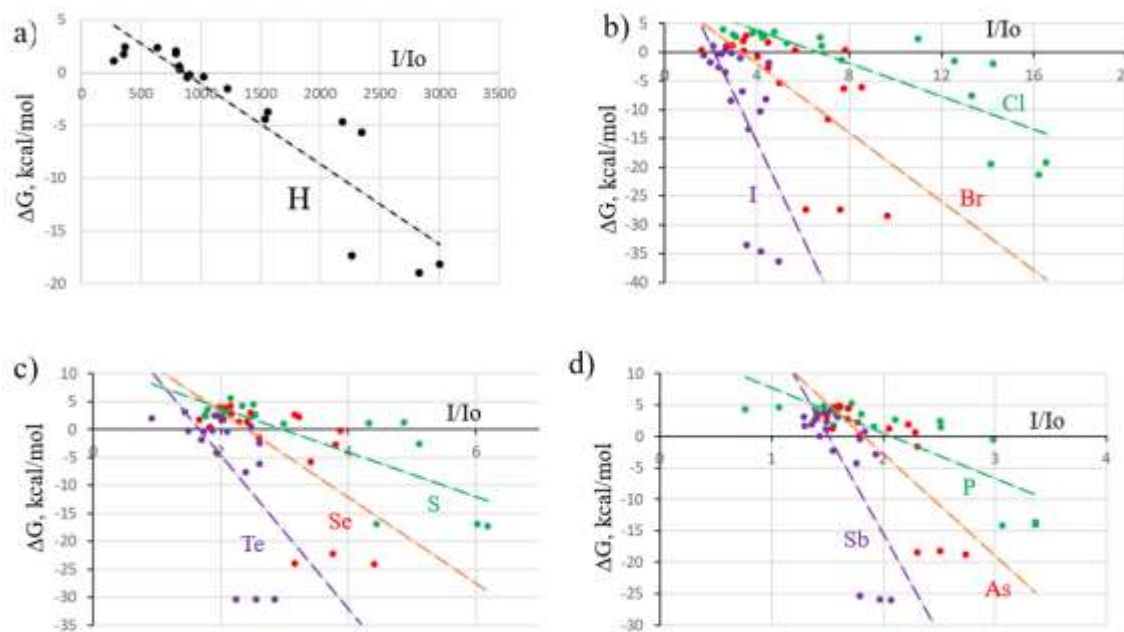 a)
5
I/Io
0
0 500 1000 1500 2000 2500 3000 3500
-5
-10
-15
-20
ΔG, kcal/mol
H
b)
5
I/Io
0
0 4 8 12 16 20
-5
-10
-15
-20
-25
-30
-35
-40
ΔG, kcal/mol
Cl
Br
I
c)
10
5
I/Io
0
0 2 4 6
-5
-10
-15
-20
-25
-30
-35
ΔG, kcal/mol
S
Se
Te
d)
10
5
I/Io
0
0 1 2 3 4
-5
-10
-15
-20
-25
-30
ΔG, kcal/mol
P
Sb
As